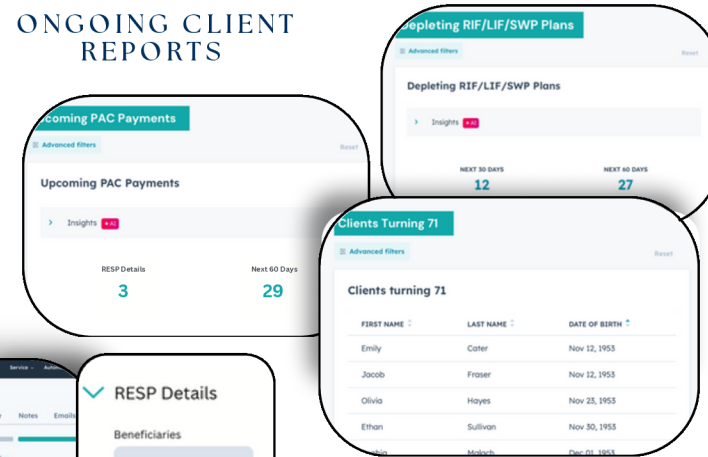 ONGOING CLIENT
REPORTS
Depleting RIF/LIF/SWP Plans
Advanced filters
Reset
Depleting RIF/LIF/SWP Plans
Insights + AI
NEXT 30 DAYS NEXT 60 DAYS
12 27
coming PAC Payments
Advanced filters
Reset
Upcoming PAC Payments
Insights + AI
RESP Details Next 60 Days
3 29
Clients Turning 71
Advanced filters
Reset
Clients turning 71
FIRST NAME LAST NAME DATE OF BIRTH
Emily Cater Nov 12, 1953
Jacob Fraser Nov 12, 1953
Olivia Hayes Nov 23, 1953
Ethan Sullivan Nov 30, 1953
Malach Dec 01, 1953
Service
Notes Emails
RESP Details
Beneficiaries